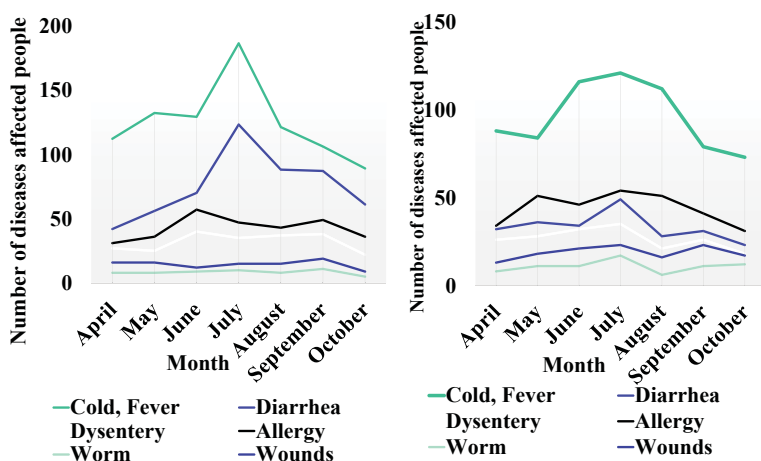 Number of diseases affected people
200
150
100
50
0
April
May
June
July
August
September
October
Month
Cold, Fever
Diarrhea
Dysentery
Allergy
Worm
Wounds
Number of diseases affected people
150
100
50
0
April
May
June
July
August
September
October
Month
Cold, Fever
Diarrhea
Dysentery
Allergy
Worm
Wounds